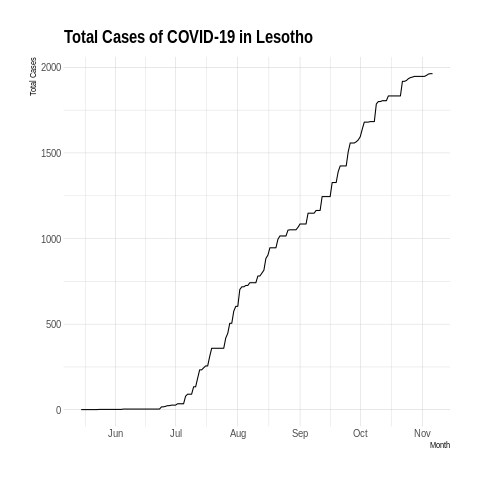 Total Cases of COVID-19 in Lesotho
Total Cases
2000
1500
1000
500
0
Jun Jul Aug Sep Oct Nov
Month